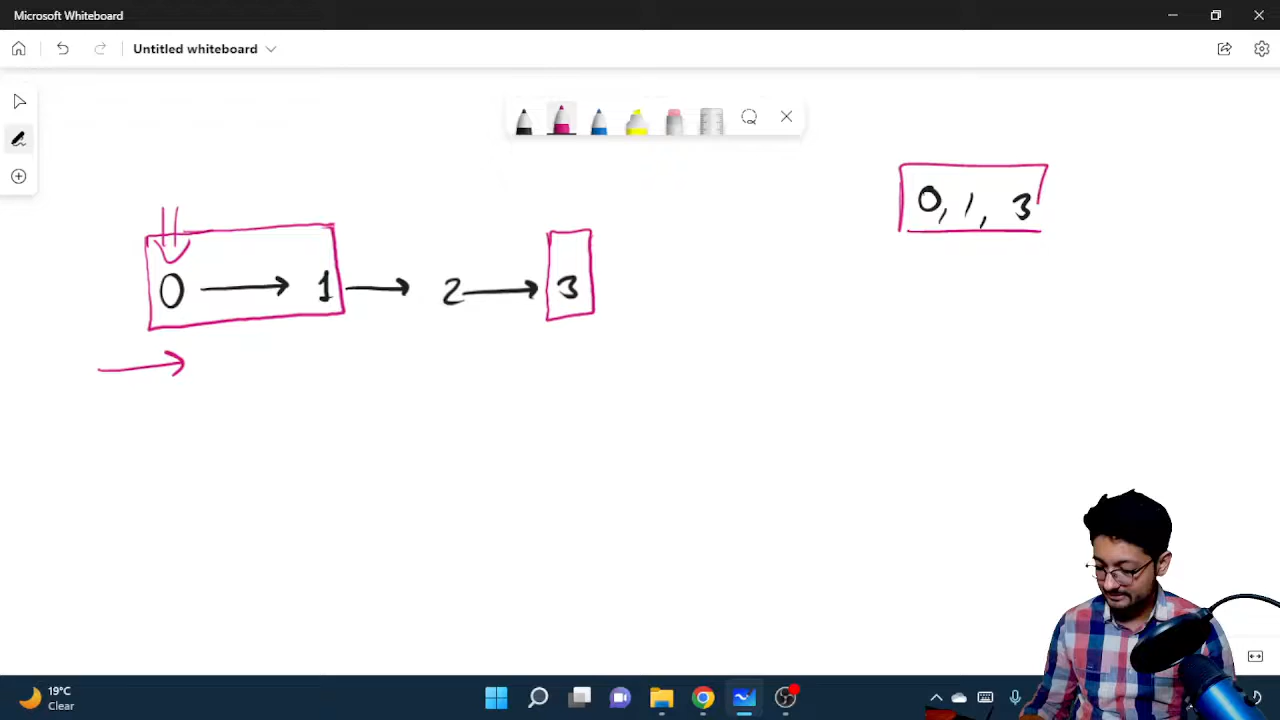 Microsoft Whiteboard
Untitled whiteboard
0, 1, 3
0 → 1 → 2 → 3
19°C
Clear